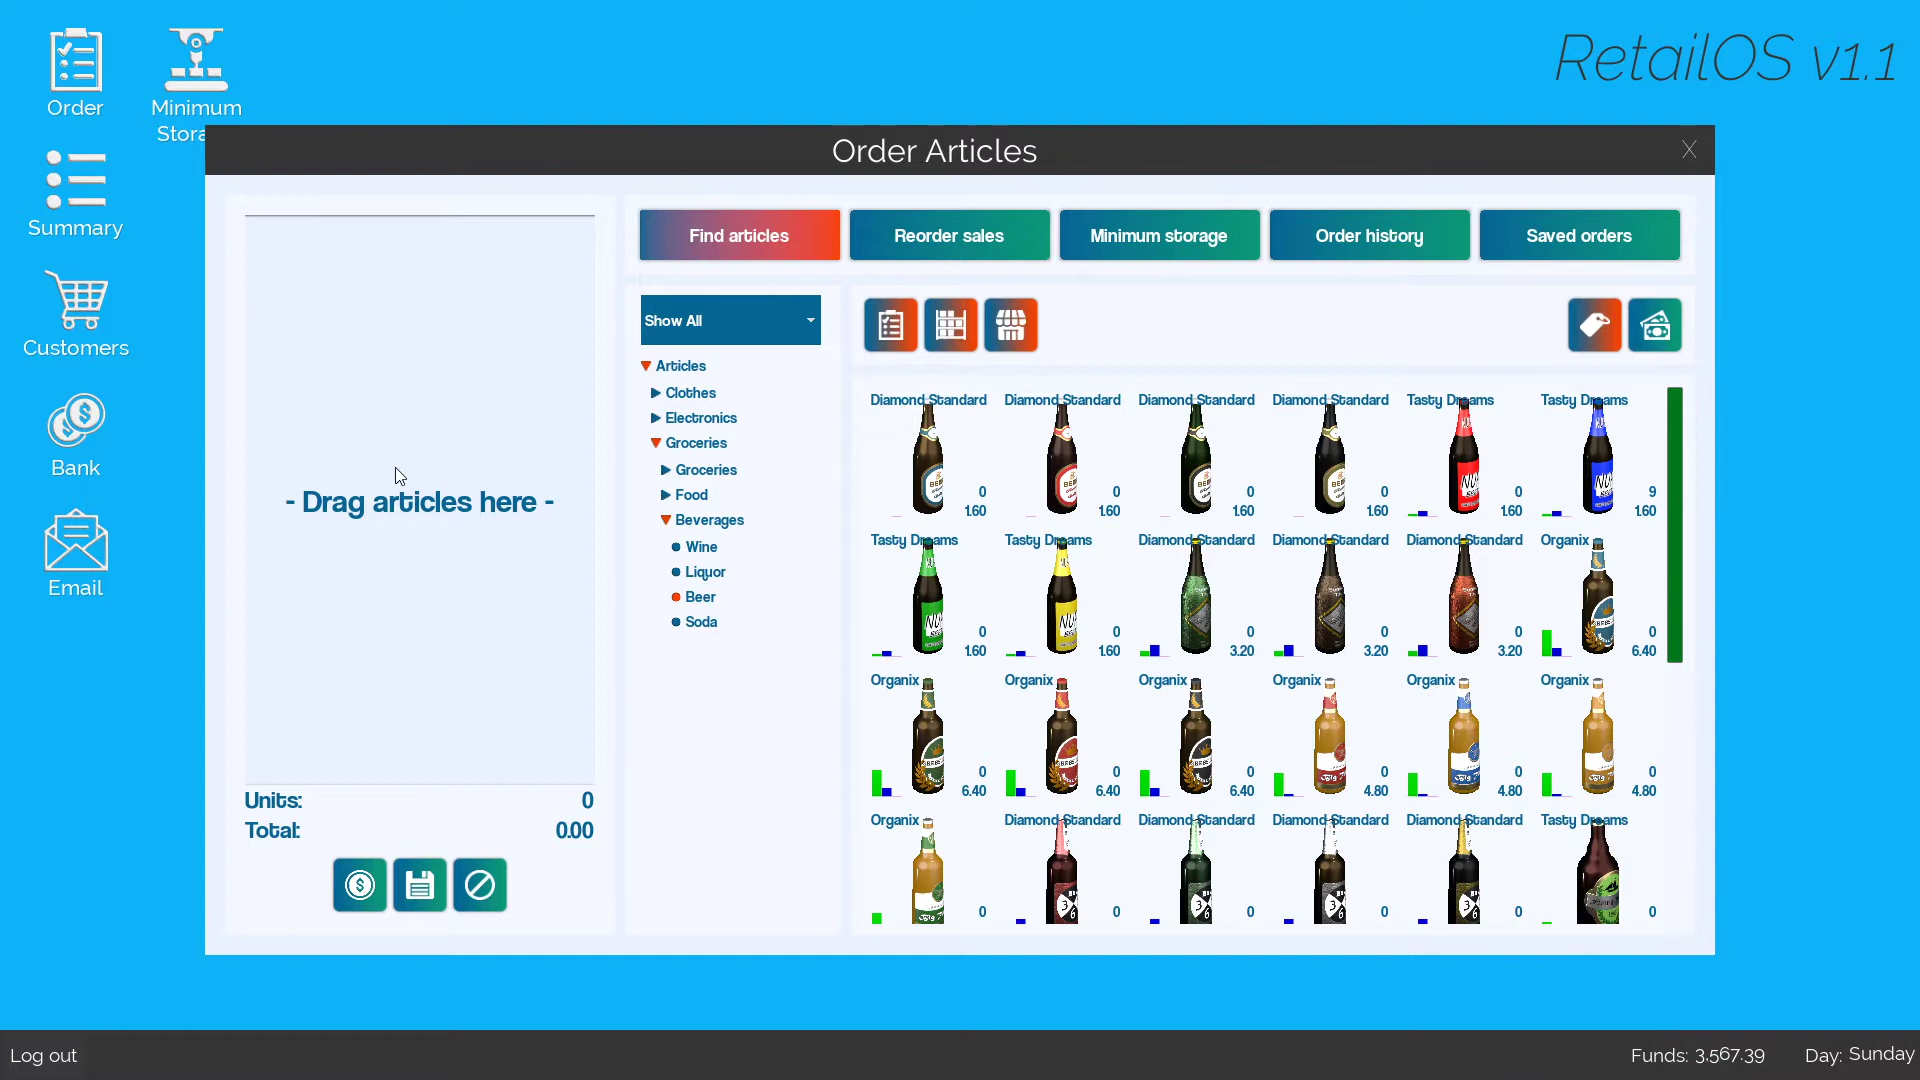 RetailOS v1.1
Order
Minimum
Stora
Summary
Customers
Bank
Email
Order Articles
X
Find articles
Reorder sales
Minimum storage
Order history
Saved orders
- Drag articles here -
Units: 0
Total: 0.00
Show All
Articles
Clothes
Electronics
Groceries
Groceries
Food
Beverages
Wine
Liquor
Beer
Soda
Diamond Standard Diamond Standard Diamond Standard Diamond Standard Tasty Dreams Tasty Dreams
0 0 0 0 0 9
1.60 1.60 1.60 1.60 1.60 1.60
Tasty Dreams Tasty Dreams Diamond Standard Diamond Standard Diamond Standard Organix
0 0 0 0 0 0
1.60 1.60 3.20 3.20 3.20 6.40
Organix Organix Organix Organix Organix Organix
0 0 0 0 0 0
6.40 6.40 6.40 4.80 4.80 4.80
Organix Diamond Standard Diamond Standard Diamond Standard Diamond Standard Tasty Dreams
0 0 0 0 0 0
Log out
Funds: 3,567.39
Day: Sunday